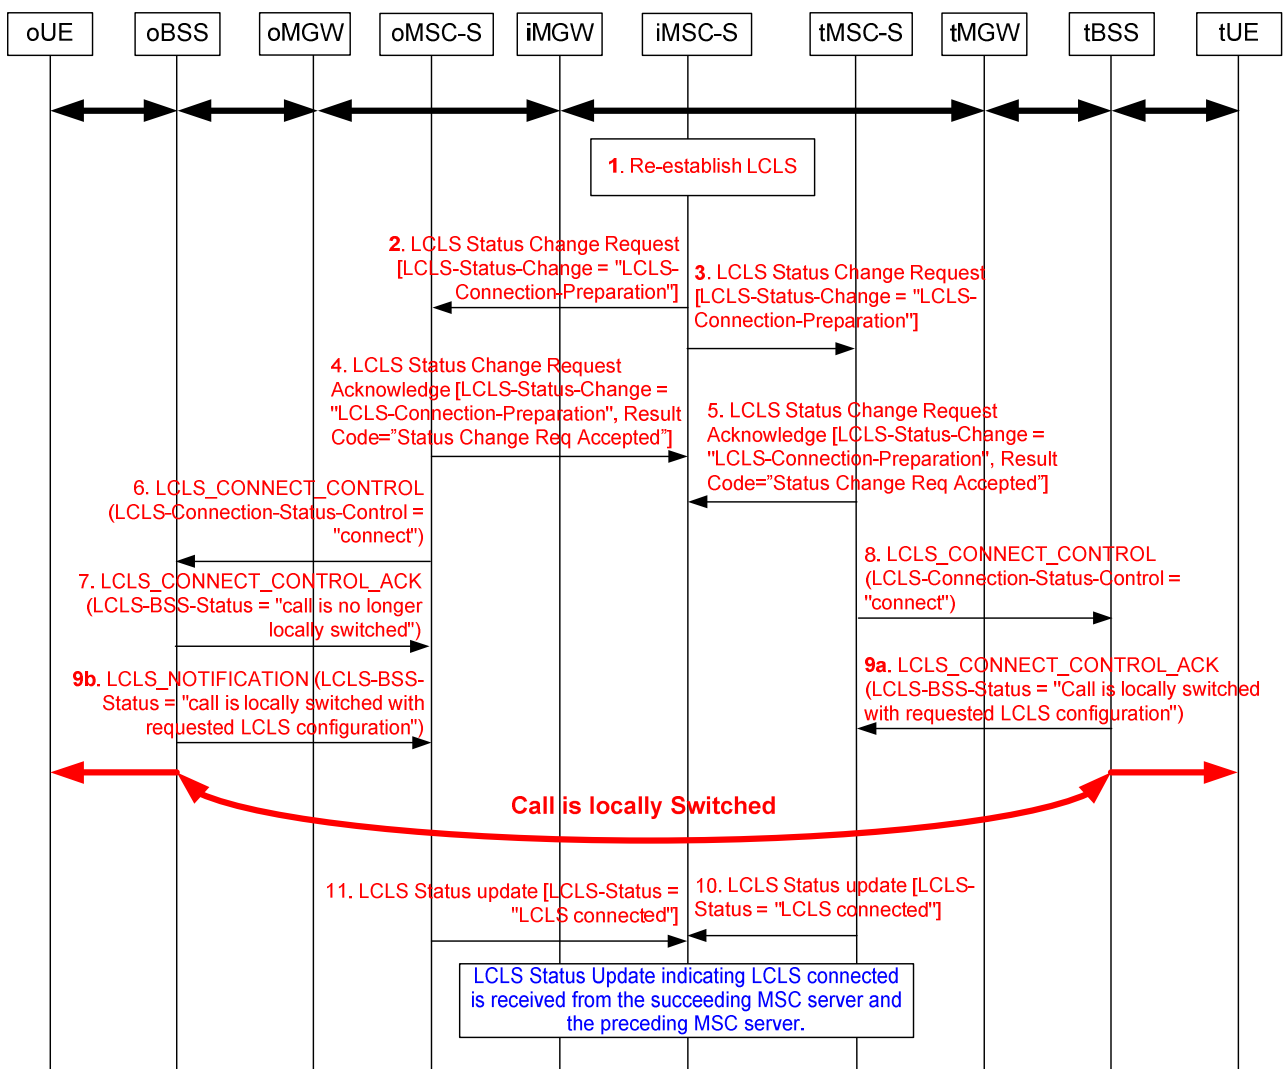 oUE oBSS oMGW oMSC-S iMGW iMSC-S tMSC-S tMGW tBSS tUE
1. Re-establish LCLS
2. LCLS Status Change Request
[LCLS-Status-Change = "LCLS-
Connection-Preparation"]
3. LCLS Status Change Request
[LCLS-Status-Change = "LCLS-
Connection-Preparation"]
4. LCLS Status Change Request
Acknowledge [LCLS-Status-Change =
"LCLS-Connection-Preparation", Result
Code=”Status Change Req Accepted”]
5. LCLS Status Change Request
Acknowledge [LCLS-Status-Change =
"LCLS-Connection-Preparation", Result
Code=”Status Change Req Accepted”]
6. LCLS_CONNECT_CONTROL
(LCLS-Connection-Status-Control =
"connect")
7. LCLS_CONNECT_CONTROL_ACK
(LCLS-BSS-Status = "call is no longer
locally switched")
8. LCLS_CONNECT_CONTROL
(LCLS-Connection-Status-Control =
"connect")
9b. LCLS_NOTIFICATION (LCLS-BSS-
Status = "call is locally switched with
requested LCLS configuration")
9a. LCLS_CONNECT_CONTROL_ACK
(LCLS-BSS-Status = "Call is locally switched
with requested LCLS configuration")
Call is locally Switched
11. LCLS Status update [LCLS-Status =
"LCLS connected"]
10. LCLS Status update [LCLS-
Status = "LCLS connected"]
LCLS Status Update indicating LCLS connected
is received from the succeeding MSC server and
the preceding MSC server.